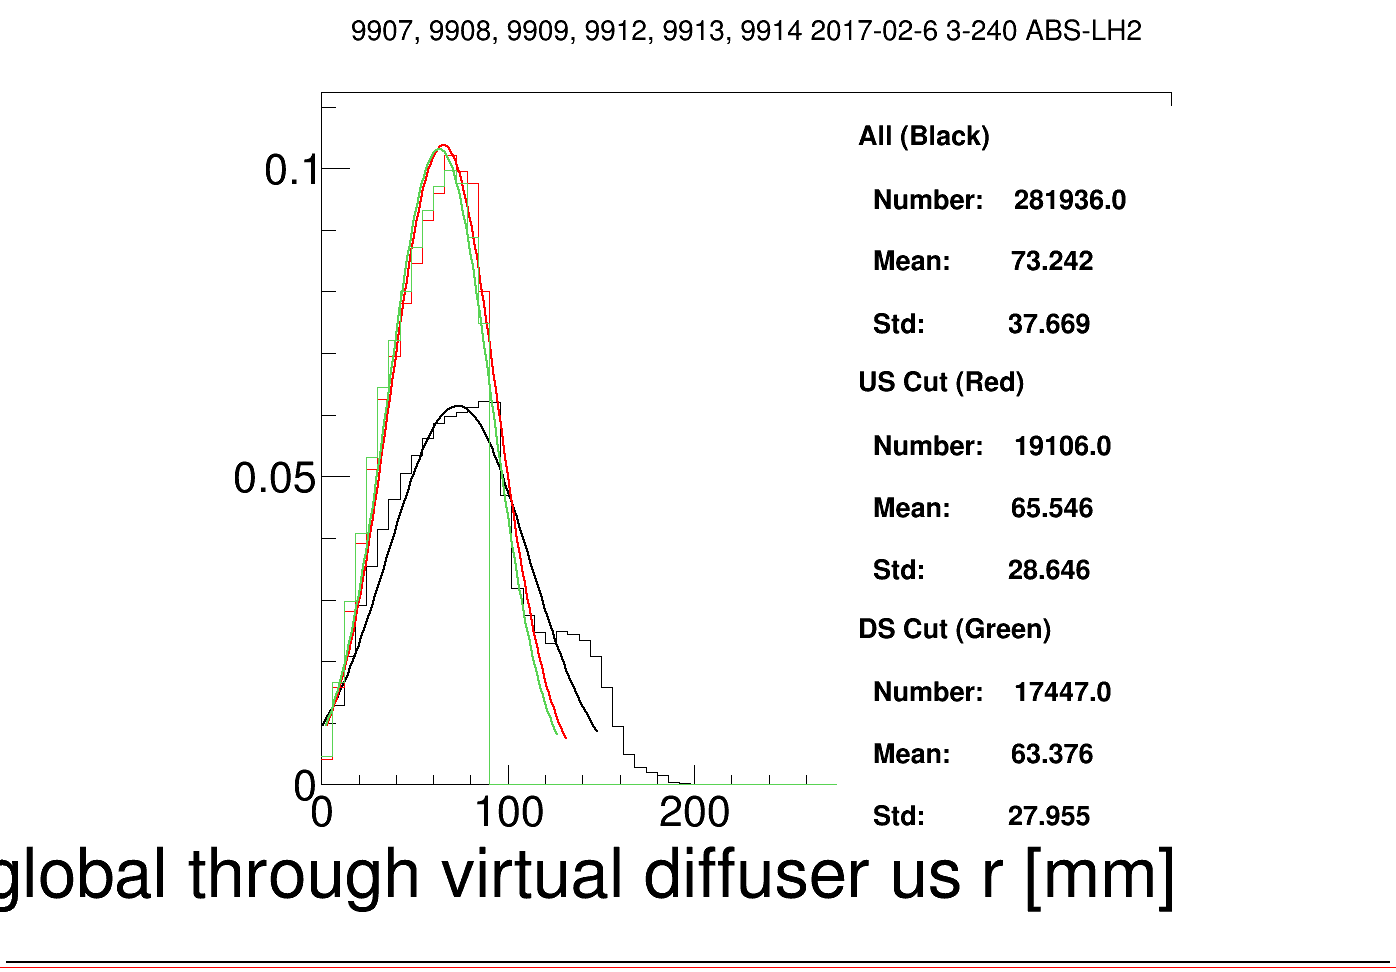 9907, 9908, 9909, 9912, 9913, 9914 2017-02-6 3-240 ABS-LH2
All (Black)
Number: 281936.0
Mean: 73.242
Std: 37.669
US Cut (Red)
Number: 19106.0
Mean: 65.546
Std: 28.646
DS Cut (Green)
Number: 17447.0
Mean: 63.376
Std: 27.955
0.1
0.05
0
0 100 200
global through virtual diffuser us r [mm]